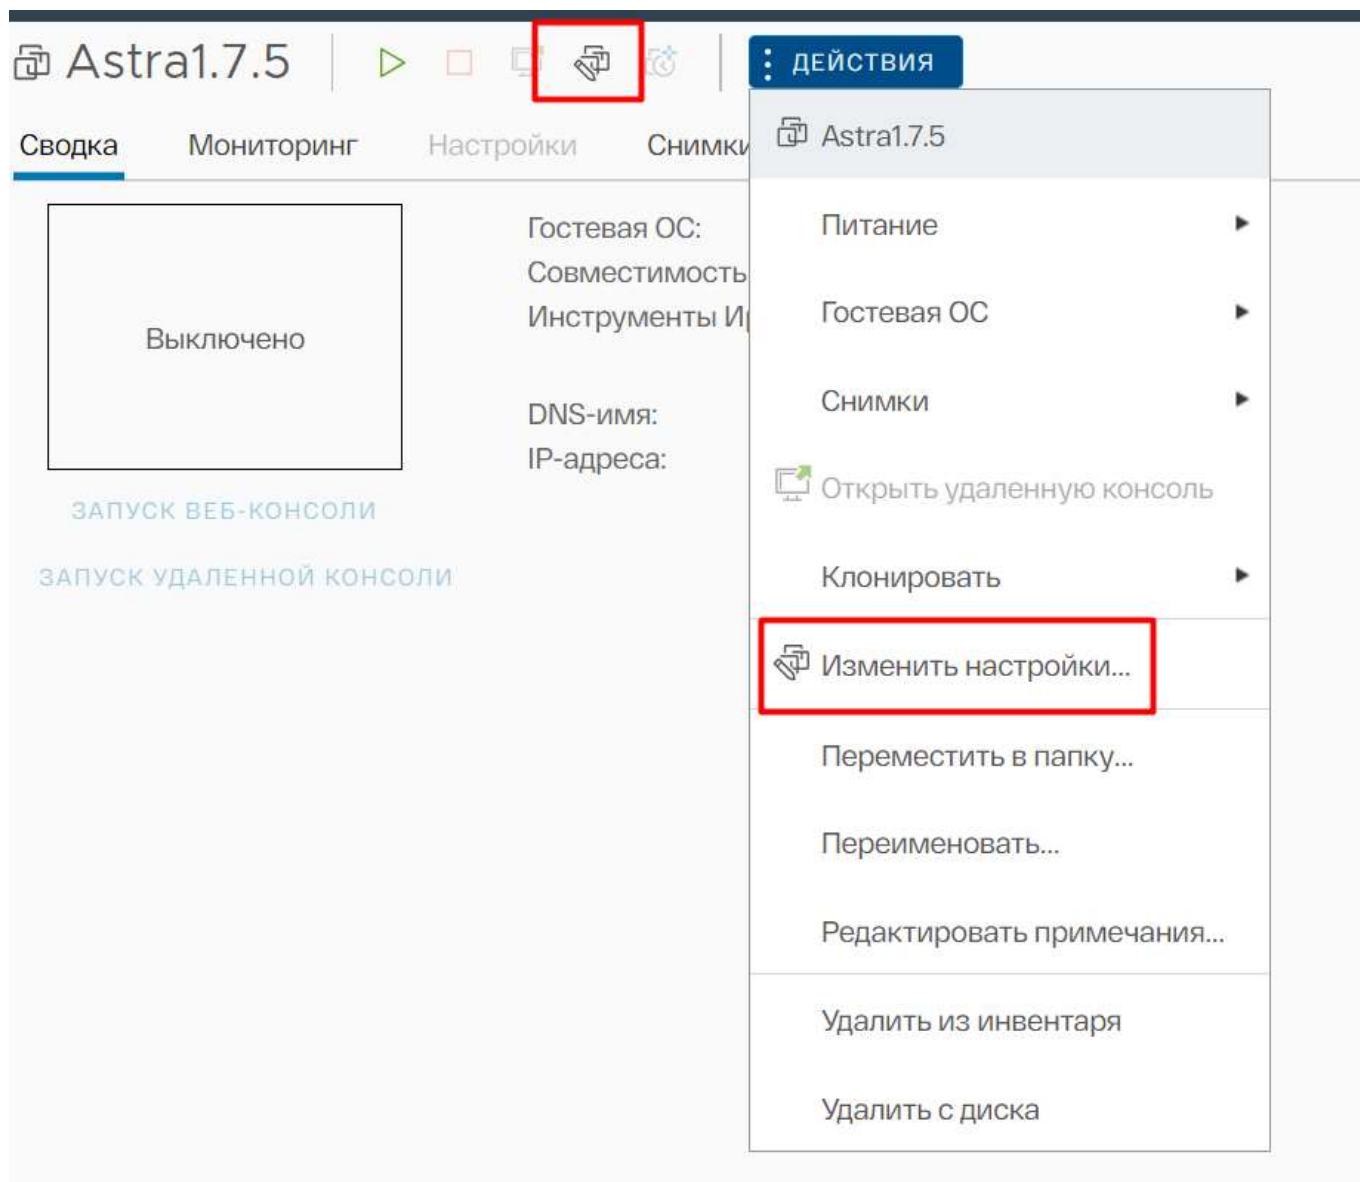 Astra1.7.5
ДЕЙСТВИЯ
Сводка Мониторинг Настройки Снимки
Выключено
ЗАПУСК ВЕБ-КОНСОЛИ
ЗАПУСК УДАЛЕННОЙ КОНСОЛИ
Гостевая ОС:
Совместимость
Инструменты
DNS-имя:
IP-адреса:
Astra1.7.5
Питание
Гостевая ОС
Снимки
Открыть удаленную консоль
Клонировать
Изменить настройки...
Переместить в папку...
Переименовать...
Редактировать примечания...
Удалить из инвентаря
Удалить с диска